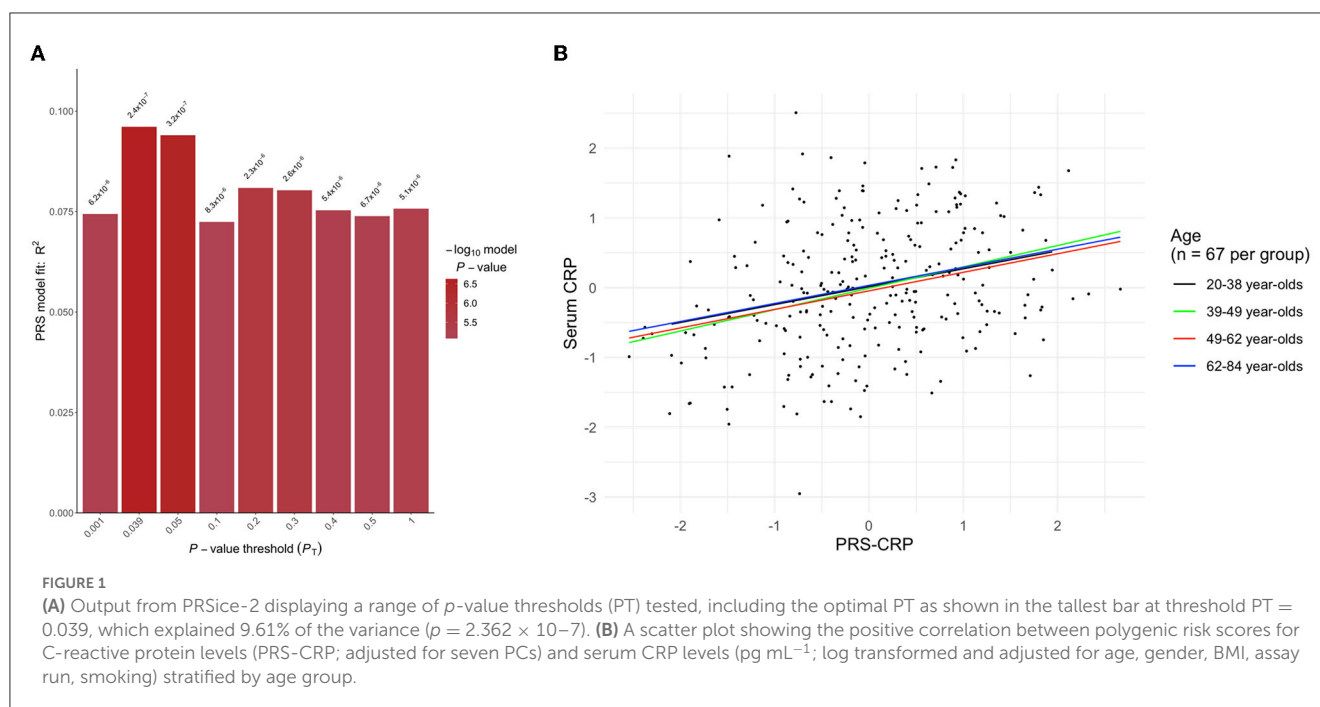 A
PRS model fit: R²
0.100
0.075
0.050
0.025
0.000
6.2x10⁻⁶
2.4x10⁻⁷
3.2x10⁻⁷
8.3x10⁻⁶
2.3x10⁻⁶
2.6x10⁻⁶
5.4x10⁻⁶
6.7x10⁻⁶
5.1x10⁻⁶
0.001
0.039
0.05
0.1
0.2
0.3
0.4
0.5
1
P – value threshold (P_T)
–log₁₀ model
P – value
6.5
6.0
5.5
B
Serum CRP
2
1
0
-1
-2
-3
-2
-1
0
1
2
PRS-CRP
Age
(n = 67 per group)
20-38 year-olds
39-49 year-olds
49-62 year-olds
62-84 year-olds
FIGURE 1
(A) Output from PRSice-2 displaying a range of p-value thresholds (PT) tested, including the optimal PT as shown in the tallest bar at threshold PT =
0.039, which explained 9.61% of the variance (p = 2.362 × 10–7). (B) A scatter plot showing the positive correlation between polygenic risk scores for
C-reactive protein levels (PRS-CRP; adjusted for seven PCs) and serum CRP levels (pg mL⁻¹; log transformed and adjusted for age, gender, BMI, assay
run, smoking) stratified by age group.